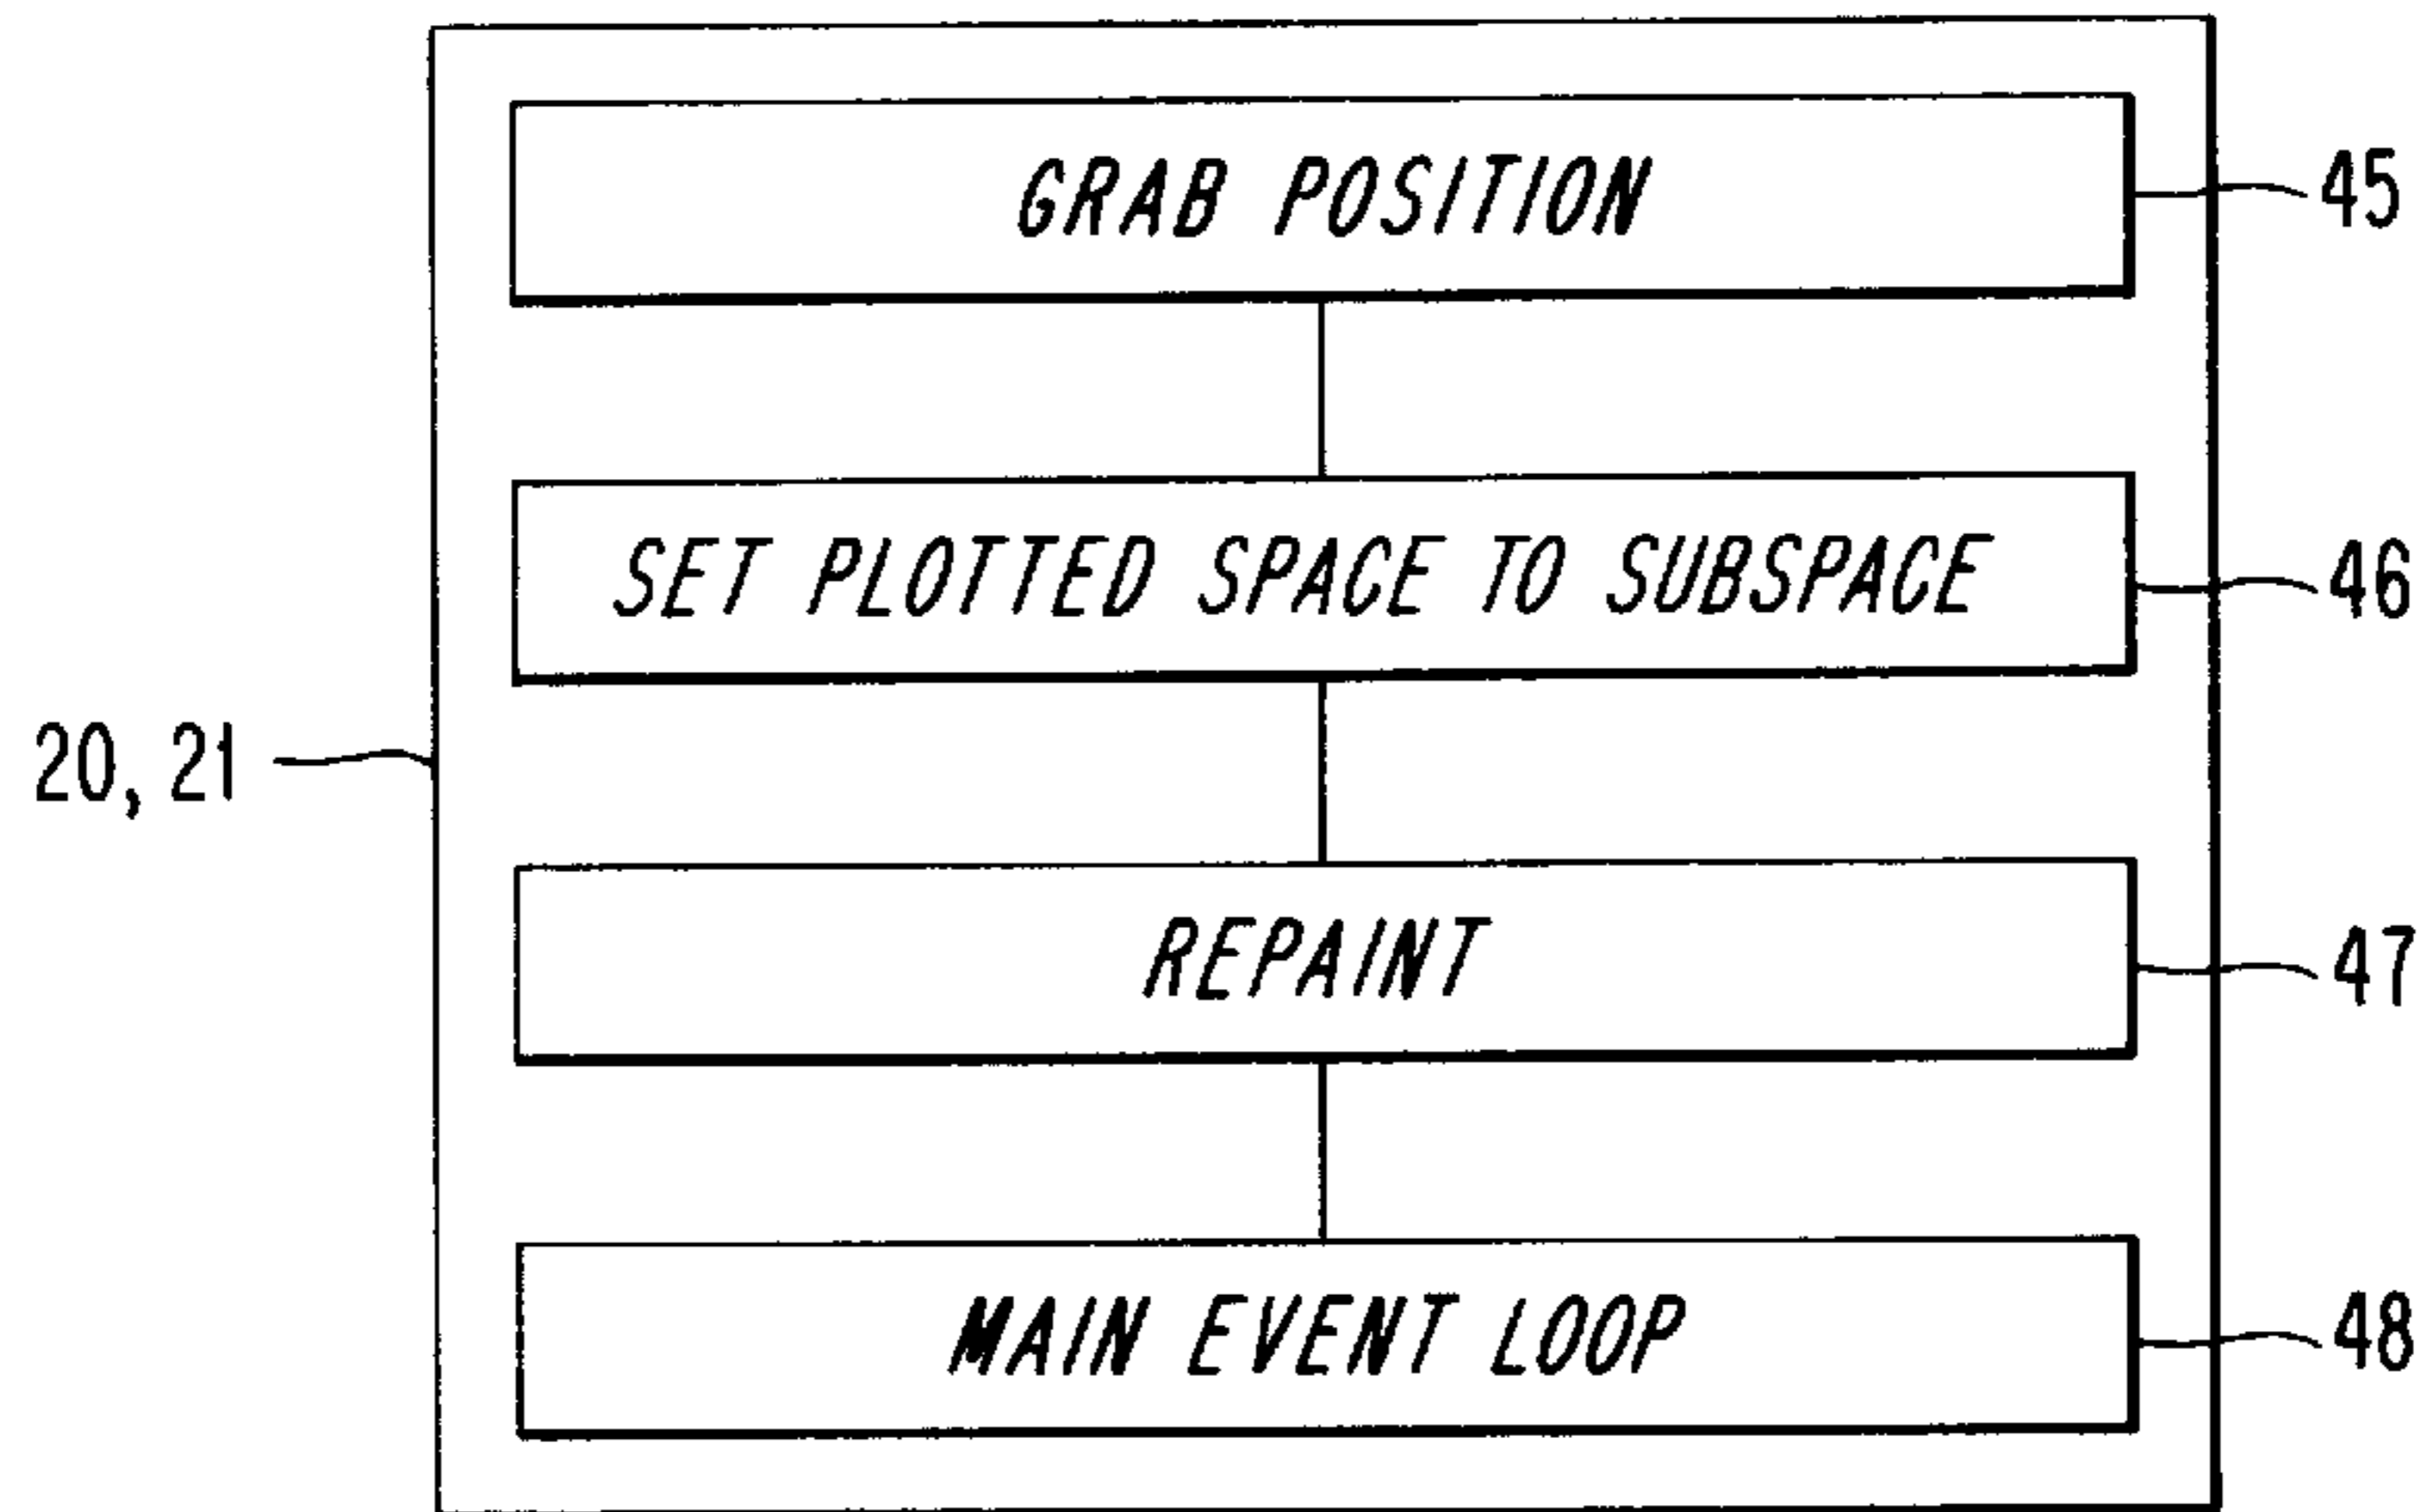 GRAB POSITION
45
SET PLOTTED SPACE TO SUBSPACE
46
20, 21
REPAINT
47
MAIN EVENT LOOP
48